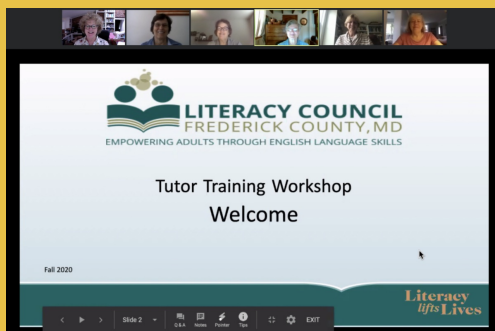 LITERACY COUNCIL
FREDERICK COUNTY, MD
EMPOWERING ADULTS THROUGH ENGLISH LANGUAGE SKILLS
Tutor Training Workshop
Welcome
Fall 2020
Literacy
lifts Lives
Slide 2
Q & A Notes Pointer Tips
EXIT